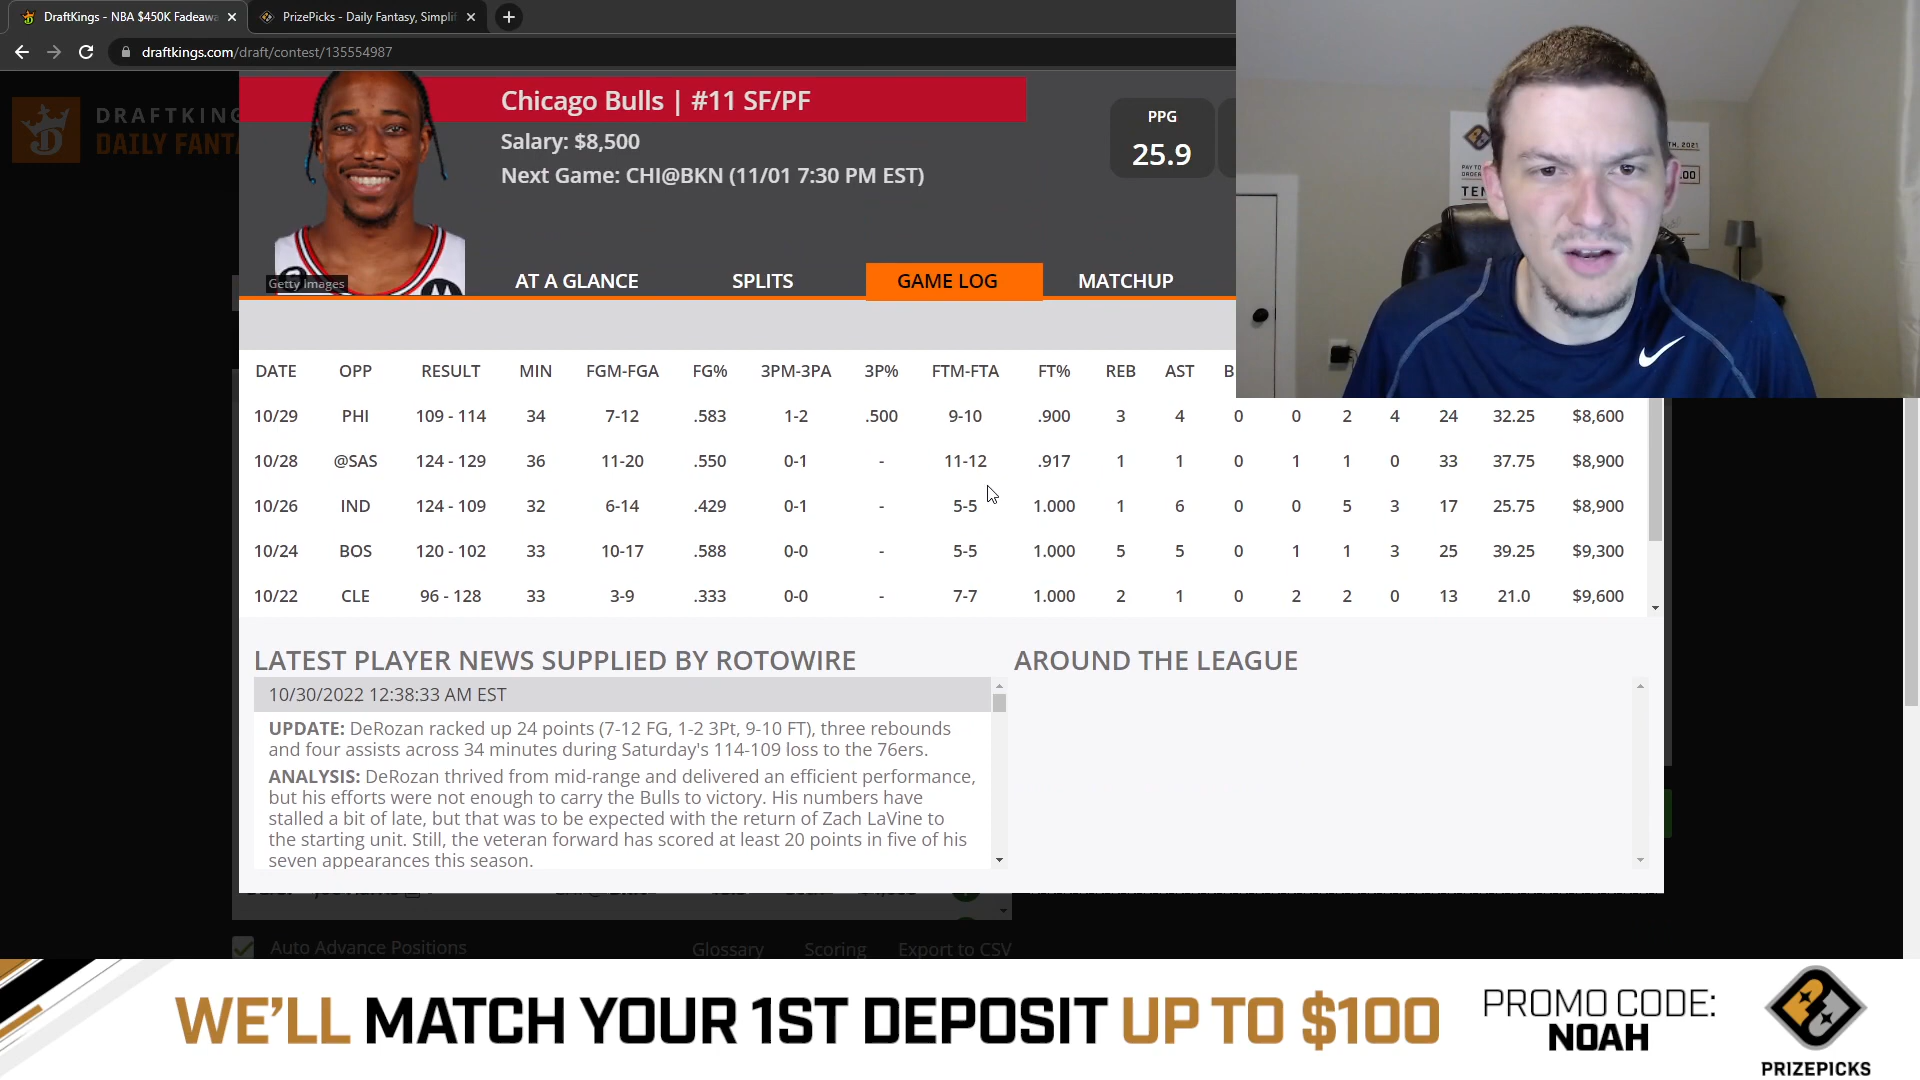 DraftKings - NBA $450K Fadeawa
PrizePicks - Daily Fantasy, Simplif
draftkings.com/draft/contest/135554987
DRAFTKING
DAILY FANTA
Chicago Bulls | #11 SF/PF
Salary: $8,500
Next Game: CHI@BKN (11/01 7:30 PM EST)
PPG
25.9
Getty Images
AT A GLANCE SPLITS GAME LOG MATCHUP
DATE OPP RESULT MIN FGM-FGA FG% 3PM-3PA 3P% FTM-FTA FT% REB AST B
10/29 PHI 109 - 114 34 7-12 .583 1-2 .500 9-10 .900 3 4 0 0 2 4 24 32.25 $8,600
10/28 @SAS 124 - 129 36 11-20 .550 0-1 - 11-12 .917 1 1 0 1 1 0 33 37.75 $8,900
10/26 IND 124 - 109 32 6-14 .429 0-1 - 5-5 1.000 1 6 0 0 5 3 17 25.75 $8,900
10/24 BOS 120 - 102 33 10-17 .588 0-0 - 5-5 1.000 5 5 0 1 1 3 25 39.25 $9,300
10/22 CLE 96 - 128 33 3-9 .333 0-0 - 7-7 1.000 2 1 0 2 2 0 13 21.0 $9,600
LATEST PLAYER NEWS SUPPLIED BY ROTOWIRE
AROUND THE LEAGUE
10/30/2022 12:38:33 AM EST
UPDATE: DeRozan racked up 24 points (7-12 FG, 1-2 3Pt, 9-10 FT), three rebounds
and four assists across 34 minutes during Saturday's 114-109 loss to the 76ers.
ANALYSIS: DeRozan thrived from mid-range and delivered an efficient performance,
but his efforts were not enough to carry the Bulls to victory. His numbers have
stalled a bit of late, but that was to be expected with the return of Zach LaVine to
the starting unit. Still, the veteran forward has scored at least 20 points in five of his
seven appearances this season.
Auto Advance Positions
Glossary Scoring Export to CSV
WE'LL MATCH YOUR 1ST DEPOSIT UP TO $100
PROMO CODE:
NOAH
PRIZEPICKS